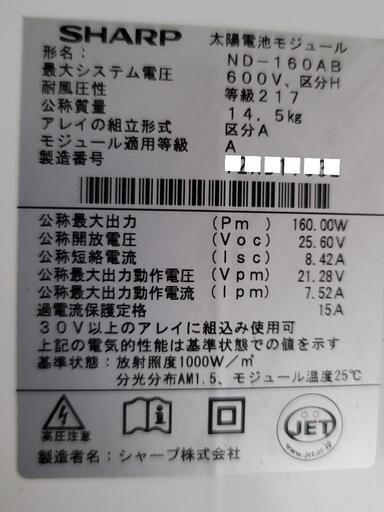 SHARP 太陽電池モジュール
形名: ND-160AB
最大システム電圧 600V、区分H
耐風圧性 等級217
公称質量 14.5kg
アレイの組立形式 区分A
モジュール適用等級 A
製造番号
公称最大出力 (Pm) 160.00W
公称開放電圧 (Voc) 25.60V
公称短絡電流 (Isc) 8.42A
公称最大出力動作電圧 (Vpm) 21.28V
公称最大出力動作電流 (Ipm) 7.52A
過電流保護定格 15A
30V以上のアレイに組込み使用可
上記の電気的性能は基準状態での値を示す
基準状態:放射照度1000W/㎡
分光分布AM1.5、モジュール温度25℃
高圧注意
JET
www.jet.or.jp
製造者名:シャープ株式会社